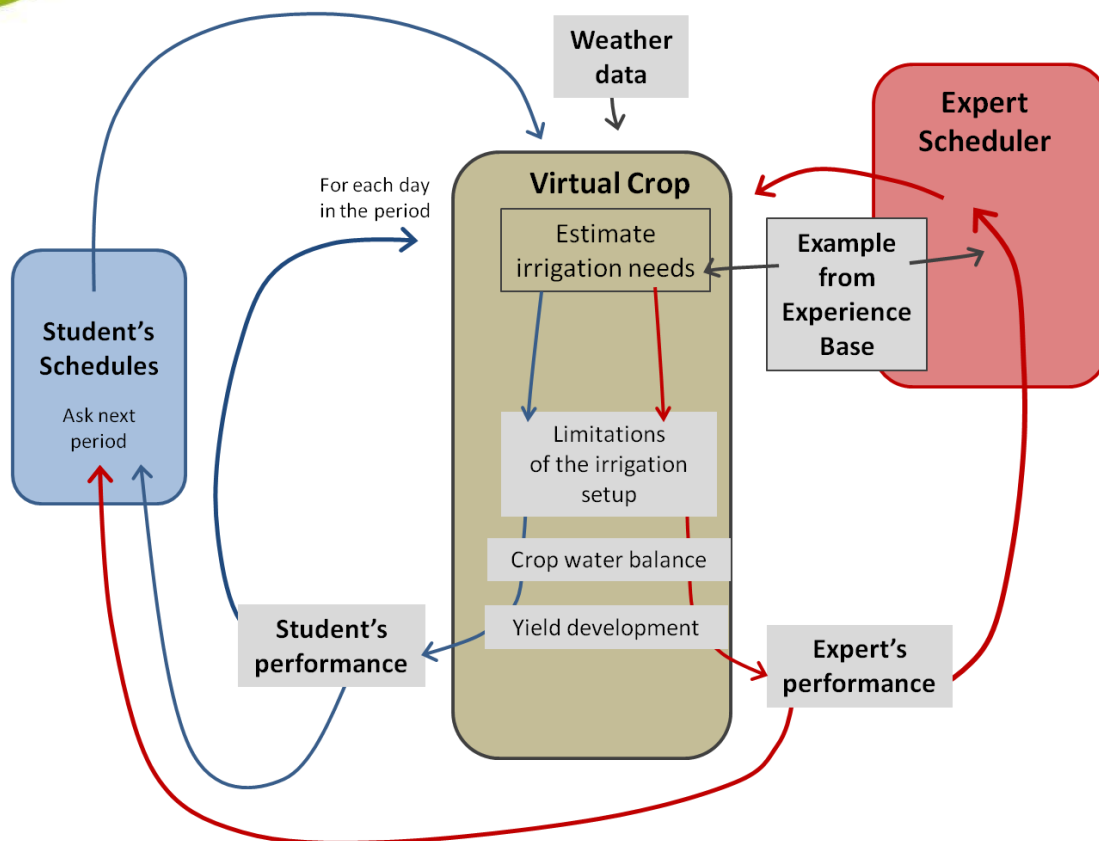 Weather
data
Expert
Scheduler
Virtual Crop
For each day
in the period
Estimate
irrigation needs
Example
from
Experience
Base
Student’s
Schedules
Ask next
period
Limitations
of the irrigation
setup
Crop water balance
Yield development
Student’s
performance
Expert’s
performance